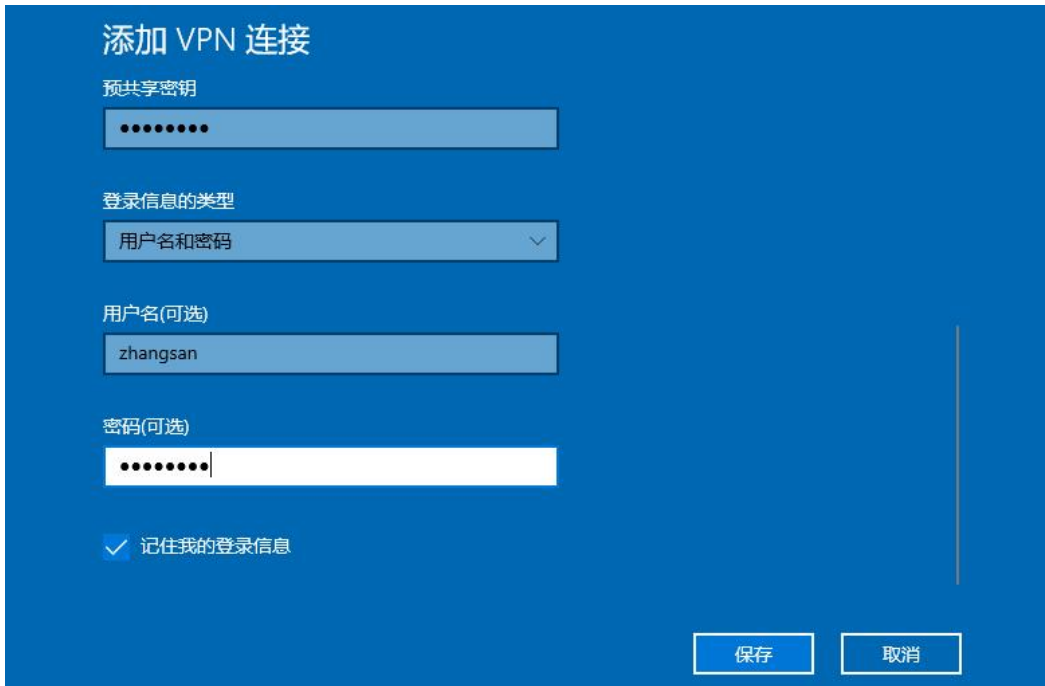 添加 VPN 连接
预共享密钥
••••••••
登录信息的类型
用户名和密码
用户名(可选)
zhangsan
密码(可选)
••••••••
记住我的登录信息
保存
取消